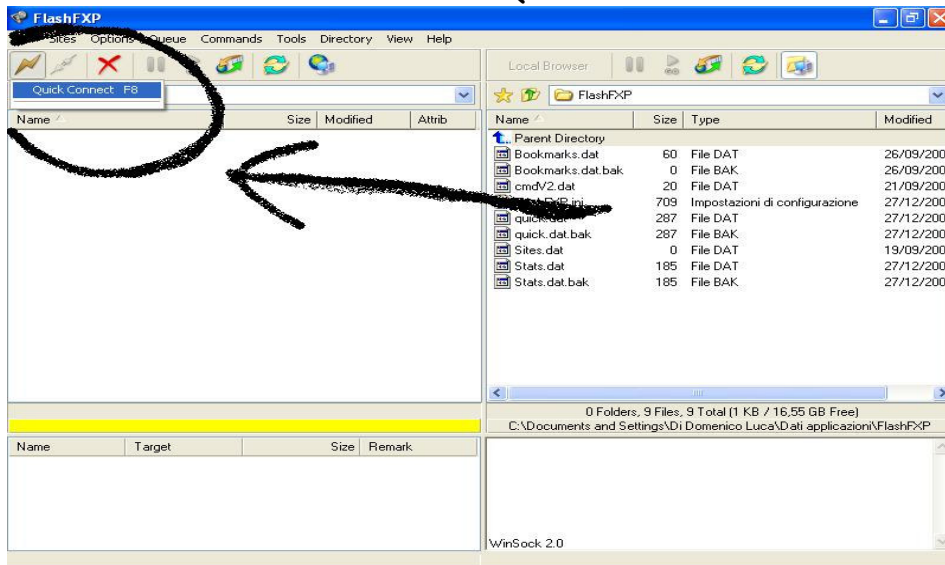 FlashFXP
Sites Options Queue Commands Tools Directory View Help
Local Browser
Quick Connect F8
FlashFXP
Name Size Modified Attrib
Name Size Type Modified
Parent Directory
Bookmarks.dat 60 File DAT 26/09/200
Bookmarks.dat.bak 0 File BAK 26/09/200
cmdV2.dat 20 File DAT 21/09/200
709 Impostazioni di configurazione 27/12/200
quick.dat 287 File DAT 27/12/200
quick.dat.bak 287 File BAK 27/12/200
Sites.dat 0 File DAT 19/09/200
Stats.dat 185 File DAT 27/12/200
Stats.dat.bak 185 File BAK 27/12/200
0 Folders, 9 Files, 9 Total (1 KB / 16,55 GB Free)
C:\Documents and Settings\Di Domenico Luca\Dati applicazioni\FlashFXP
Name Target Size Remark
WinSock 2.0